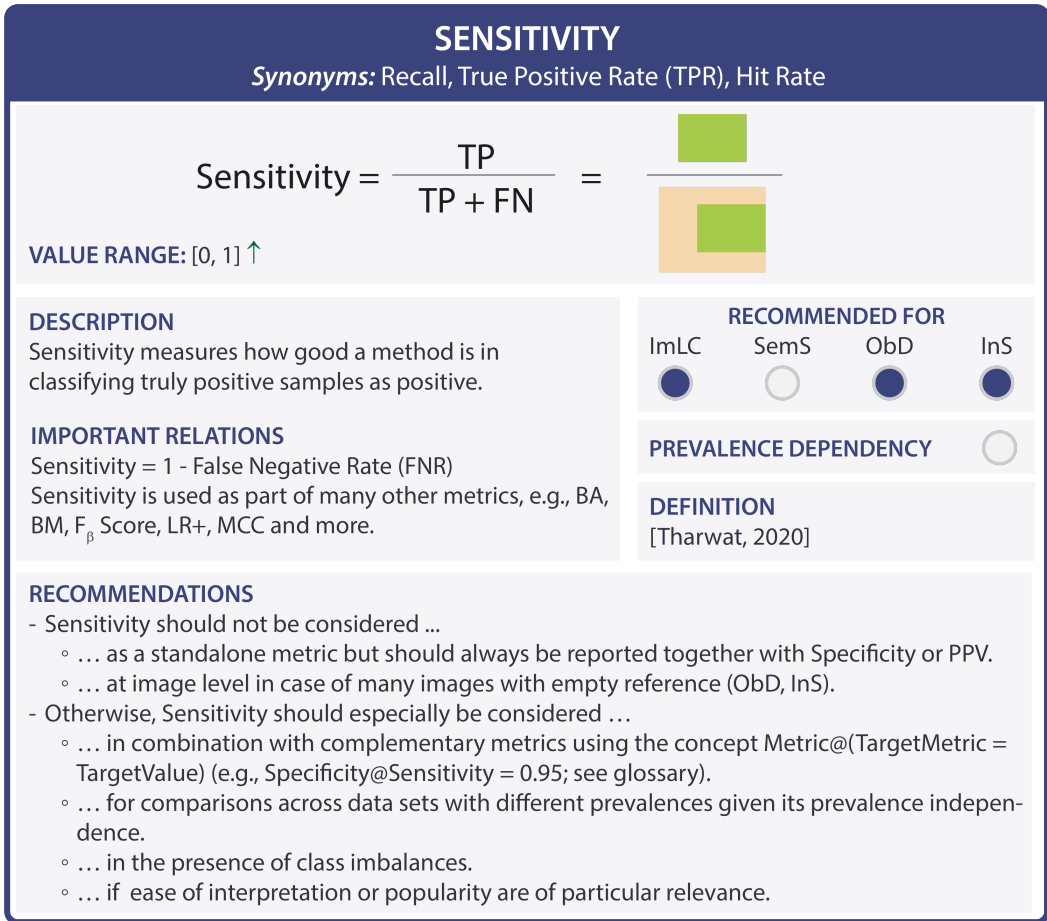 SENSITIVITY
Synonyms: Recall, True Positive Rate (TPR), Hit Rate
Sensitivity = TP / TP + FN =
VALUE RANGE: [0, 1] ↑
DESCRIPTION
Sensitivity measures how good a method is in
classifying truly positive samples as positive.
IMPORTANT RELATIONS
Sensitivity = 1 - False Negative Rate (FNR)
Sensitivity is used as part of many other metrics, e.g., BA,
BM, Fβ Score, LR+, MCC and more.
RECOMMENDED FOR
ImLC SemS ObD InS
PREVALENCE DEPENDENCY
DEFINITION
[Tharwat, 2020]
RECOMMENDATIONS
- Sensitivity should not be considered ...
◦ … as a standalone metric but should always be reported together with Specificity or PPV.
◦ … at image level in case of many images with empty reference (ObD, InS).
- Otherwise, Sensitivity should especially be considered …
◦ … in combination with complementary metrics using the concept Metric@(TargetMetric =
TargetValue) (e.g., Specificity@Sensitivity = 0.95; see glossary).
◦ … for comparisons across data sets with different prevalences given its prevalence indepen-
dence.
◦ … in the presence of class imbalances.
◦ … if ease of interpretation or popularity are of particular relevance.